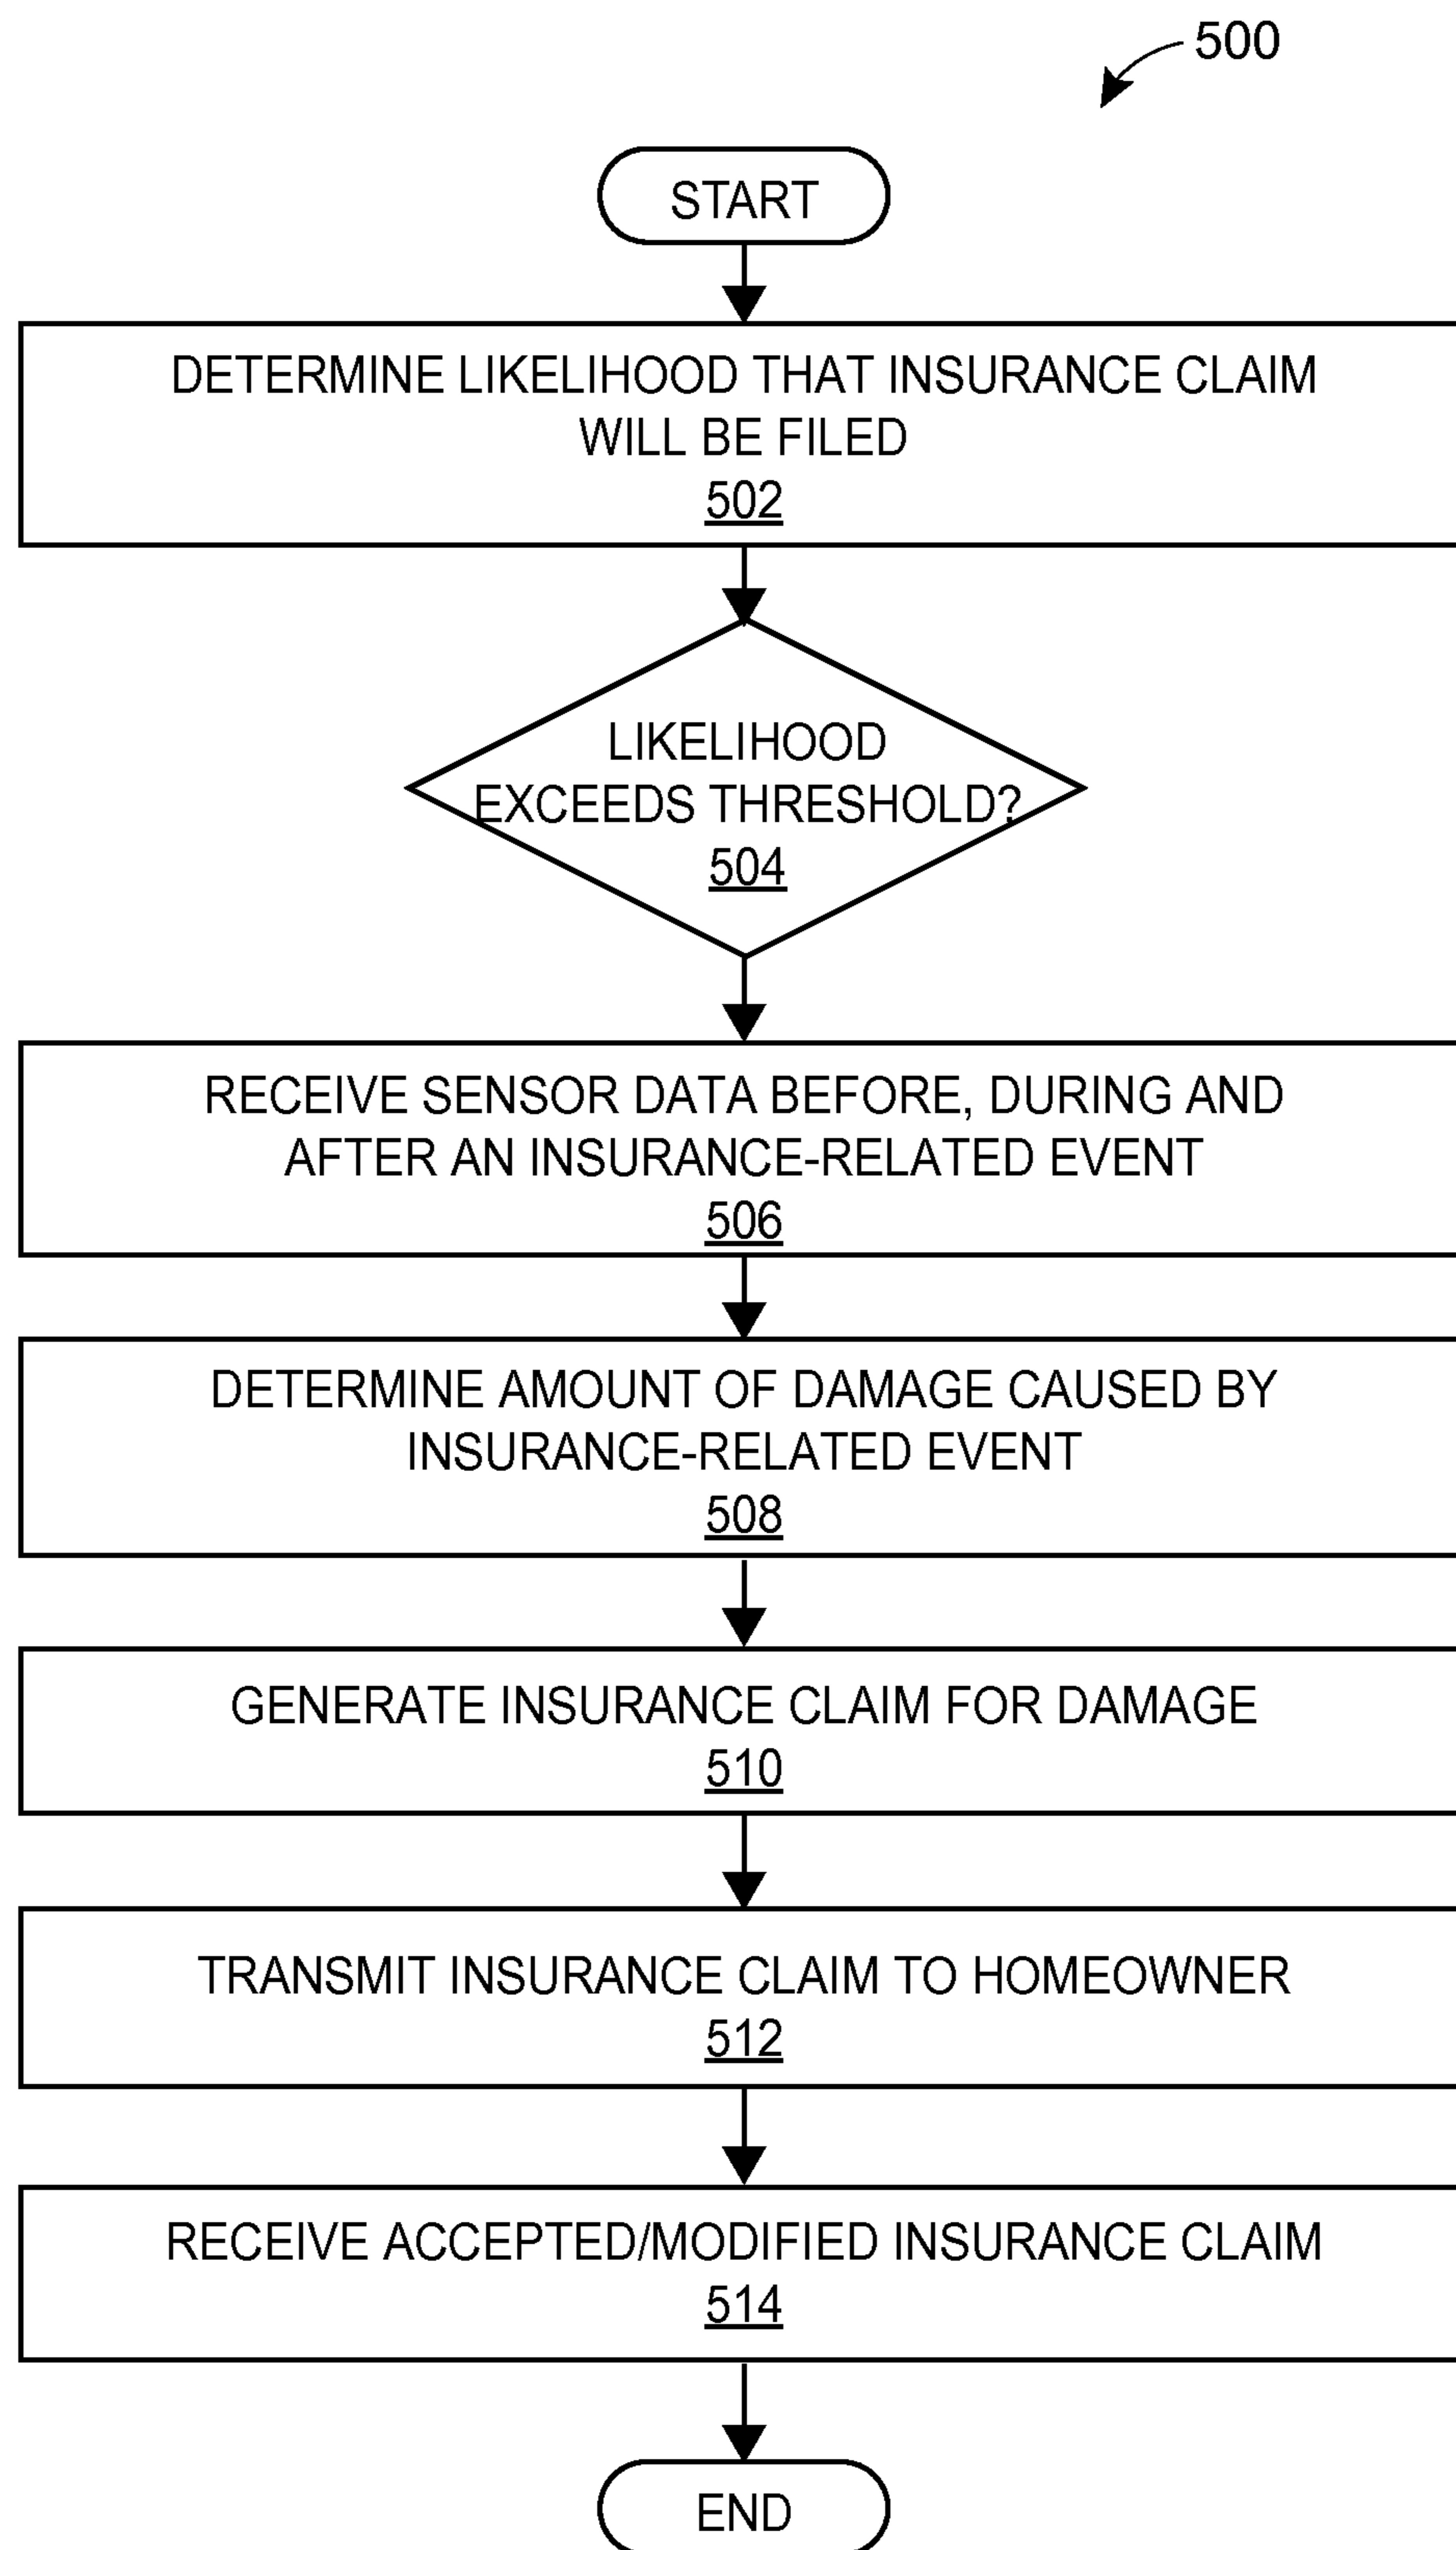 500
START
DETERMINE LIKELIHOOD THAT INSURANCE CLAIM
WILL BE FILED
502
LIKELIHOOD
EXCEEDS THRESHOLD?
504
RECEIVE SENSOR DATA BEFORE, DURING AND
AFTER AN INSURANCE-RELATED EVENT
506
DETERMINE AMOUNT OF DAMAGE CAUSED BY
INSURANCE-RELATED EVENT
508
GENERATE INSURANCE CLAIM FOR DAMAGE
510
TRANSMIT INSURANCE CLAIM TO HOMEOWNER
512
RECEIVE ACCEPTED/MODIFIED INSURANCE CLAIM
514
END